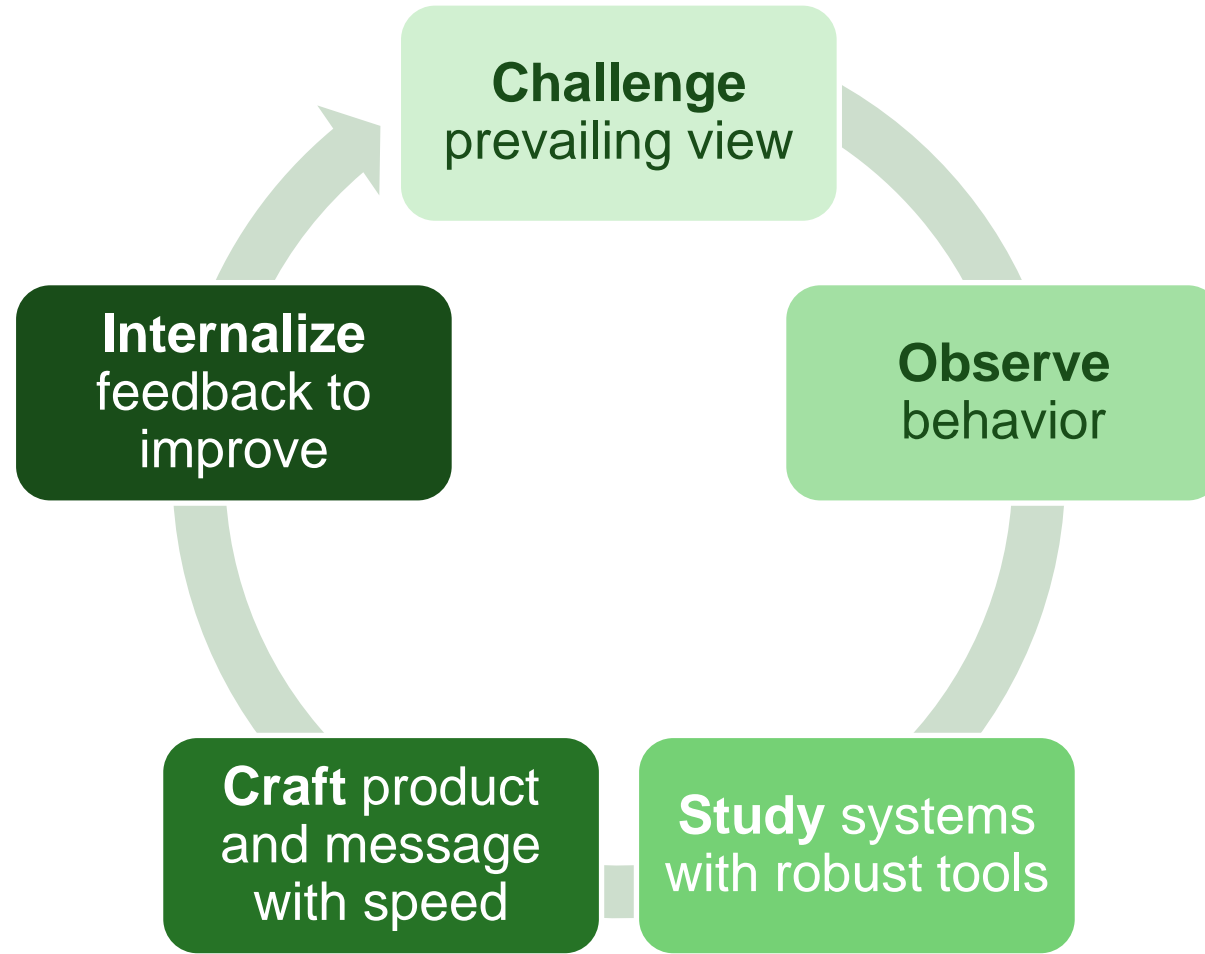 Challenge
prevailing view
Observe
behavior
Study systems
with robust tools
Craft product
and message
with speed
Internalize
feedback to
improve